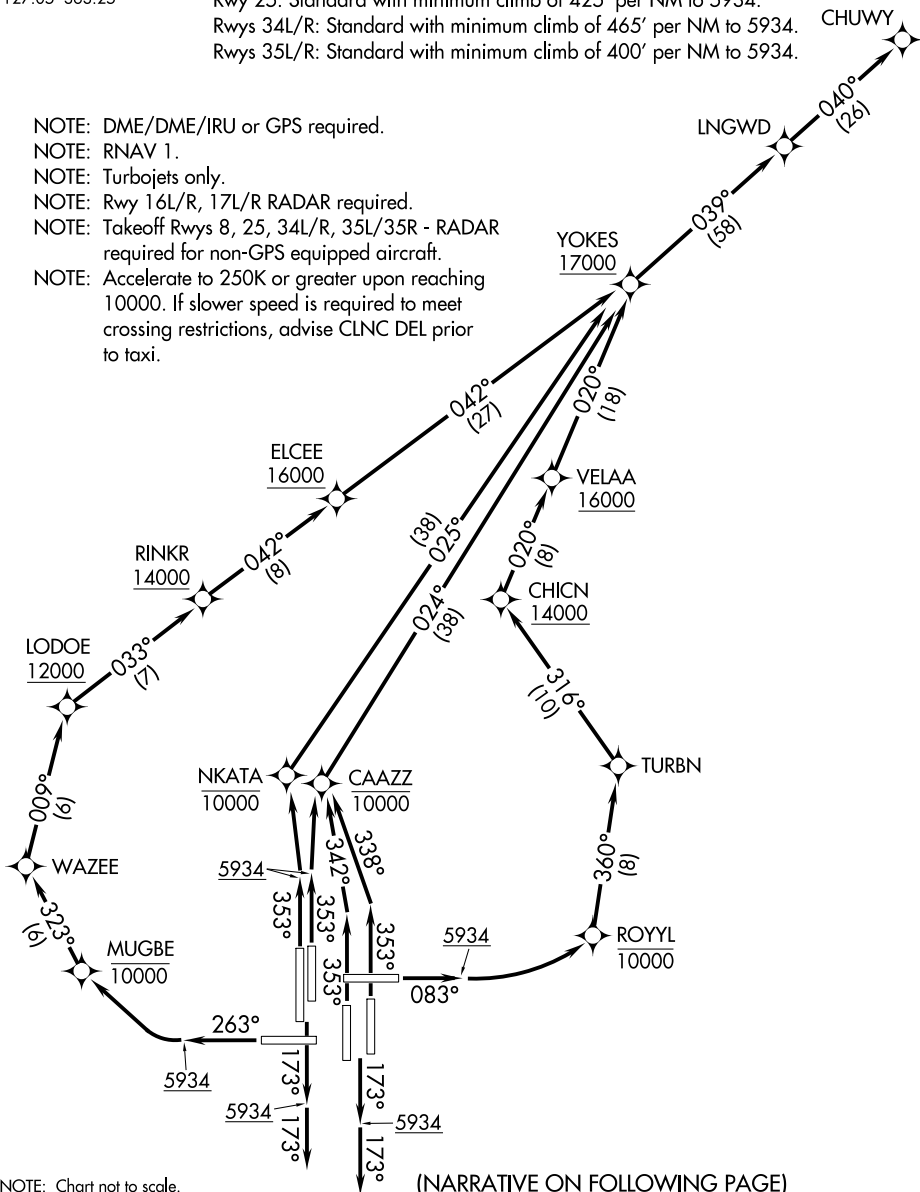 127.65 363.25
Rwy 25: Standard with minimum climb of 425' per NM to 5934.
Rwys 34L/R: Standard with minimum climb of 465' per NM to 5934.
Rwys 35L/R: Standard with minimum climb of 400' per NM to 5934.
CHUWY
040°
(26)
NOTE: DME/DME/IRU or GPS required.
NOTE: RNAV 1.
NOTE: Turbojets only.
NOTE: Rwy 16L/R, 17L/R RADAR required.
NOTE: Takeoff Rwys 8, 25, 34L/R, 35L/35R - RADAR
required for non-GPS equipped aircraft.
NOTE: Accelerate to 250K or greater upon reaching
10000. If slower speed is required to meet
crossing restrictions, advise CLNC DEL prior
to taxi.
LNGWD
039°
(58)
YOKES
17000
042°
(27)
020°
(18)
ELCEE
16000
VELAA
16000
(38)
025°
024°
(38)
020°
(8)
RINKR
14000
042°
(8)
CHICN
14000
LODOE
12000
033°
(7)
316°
(10)
NKATA
10000
CAAZZ
10000
TURBN
009°
(9)
WAZEE
5934
342°
338°
360°
(8)
323°
(6)
353°
353°
353°
353°
MUGBE
10000
5934
083°
ROYYL
10000
263°
5934
173°
5934
173°
173°
5934
173°
NOTE: Chart not to scale.
(NARRATIVE ON FOLLOWING PAGE)